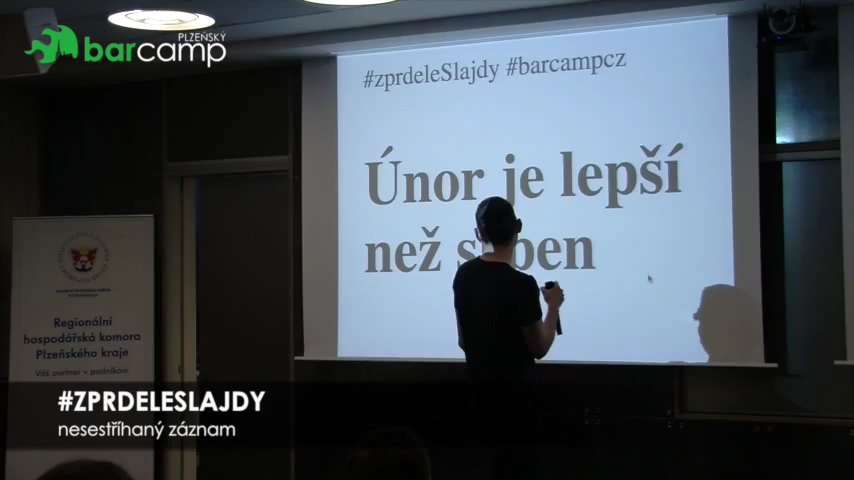 PLZEŇSKÝ
barcamp
#zprdeleSlajdy #barcampcz
Únor je lepší
než
Regionální
hospodářská komora
Plzeňského kraje
Váš partner v podnikání
#ZPRDELESLAJDY
nesestříhaný záznam